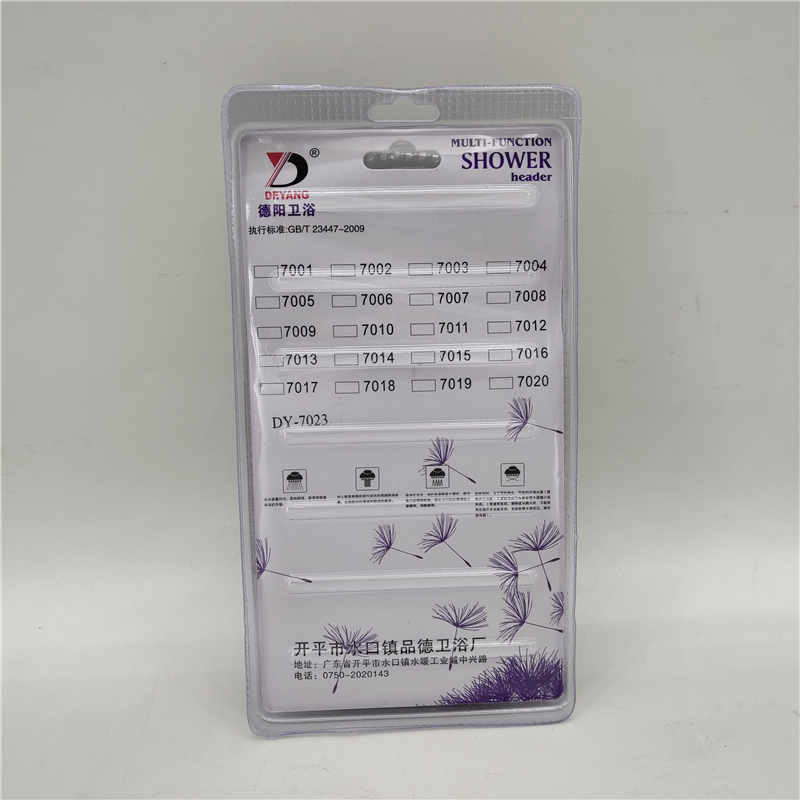 D®
DEYANG
德阳卫浴
MULTI-FUNCTION
SHOWER
header
执行标准:GB/T 23447-2009
7001 7002 7003 7004
7005 7006 7007 7008
7009 7010 7011 7012
7013 7014 7015 7016
7017 7018 7019 7020
DY-7023
开平市水口镇品德卫浴厂
地址：广东省开平市水口镇水暖工业城中兴路
电话：0750-2020143